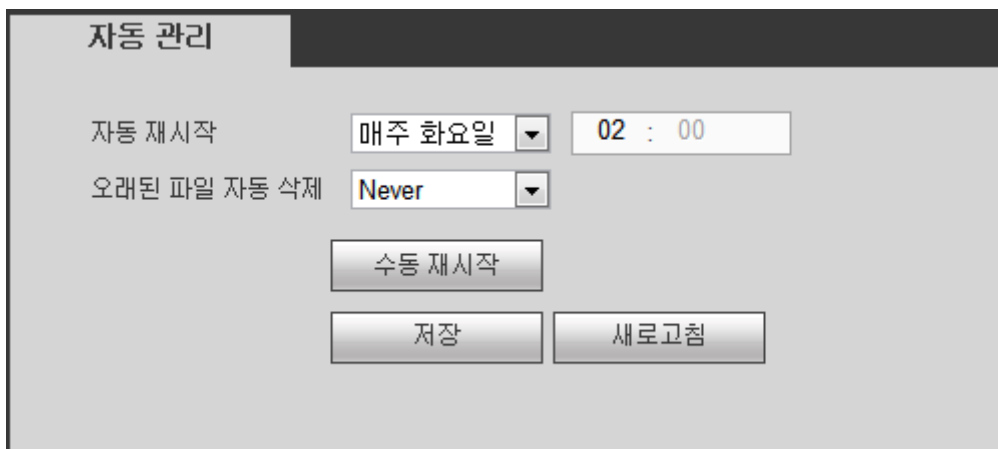 자동 관리
자동 재시작 매주 화요일 02 : 00
오래된 파일 자동 삭제 Never
수동 재시작
저장 새로고침